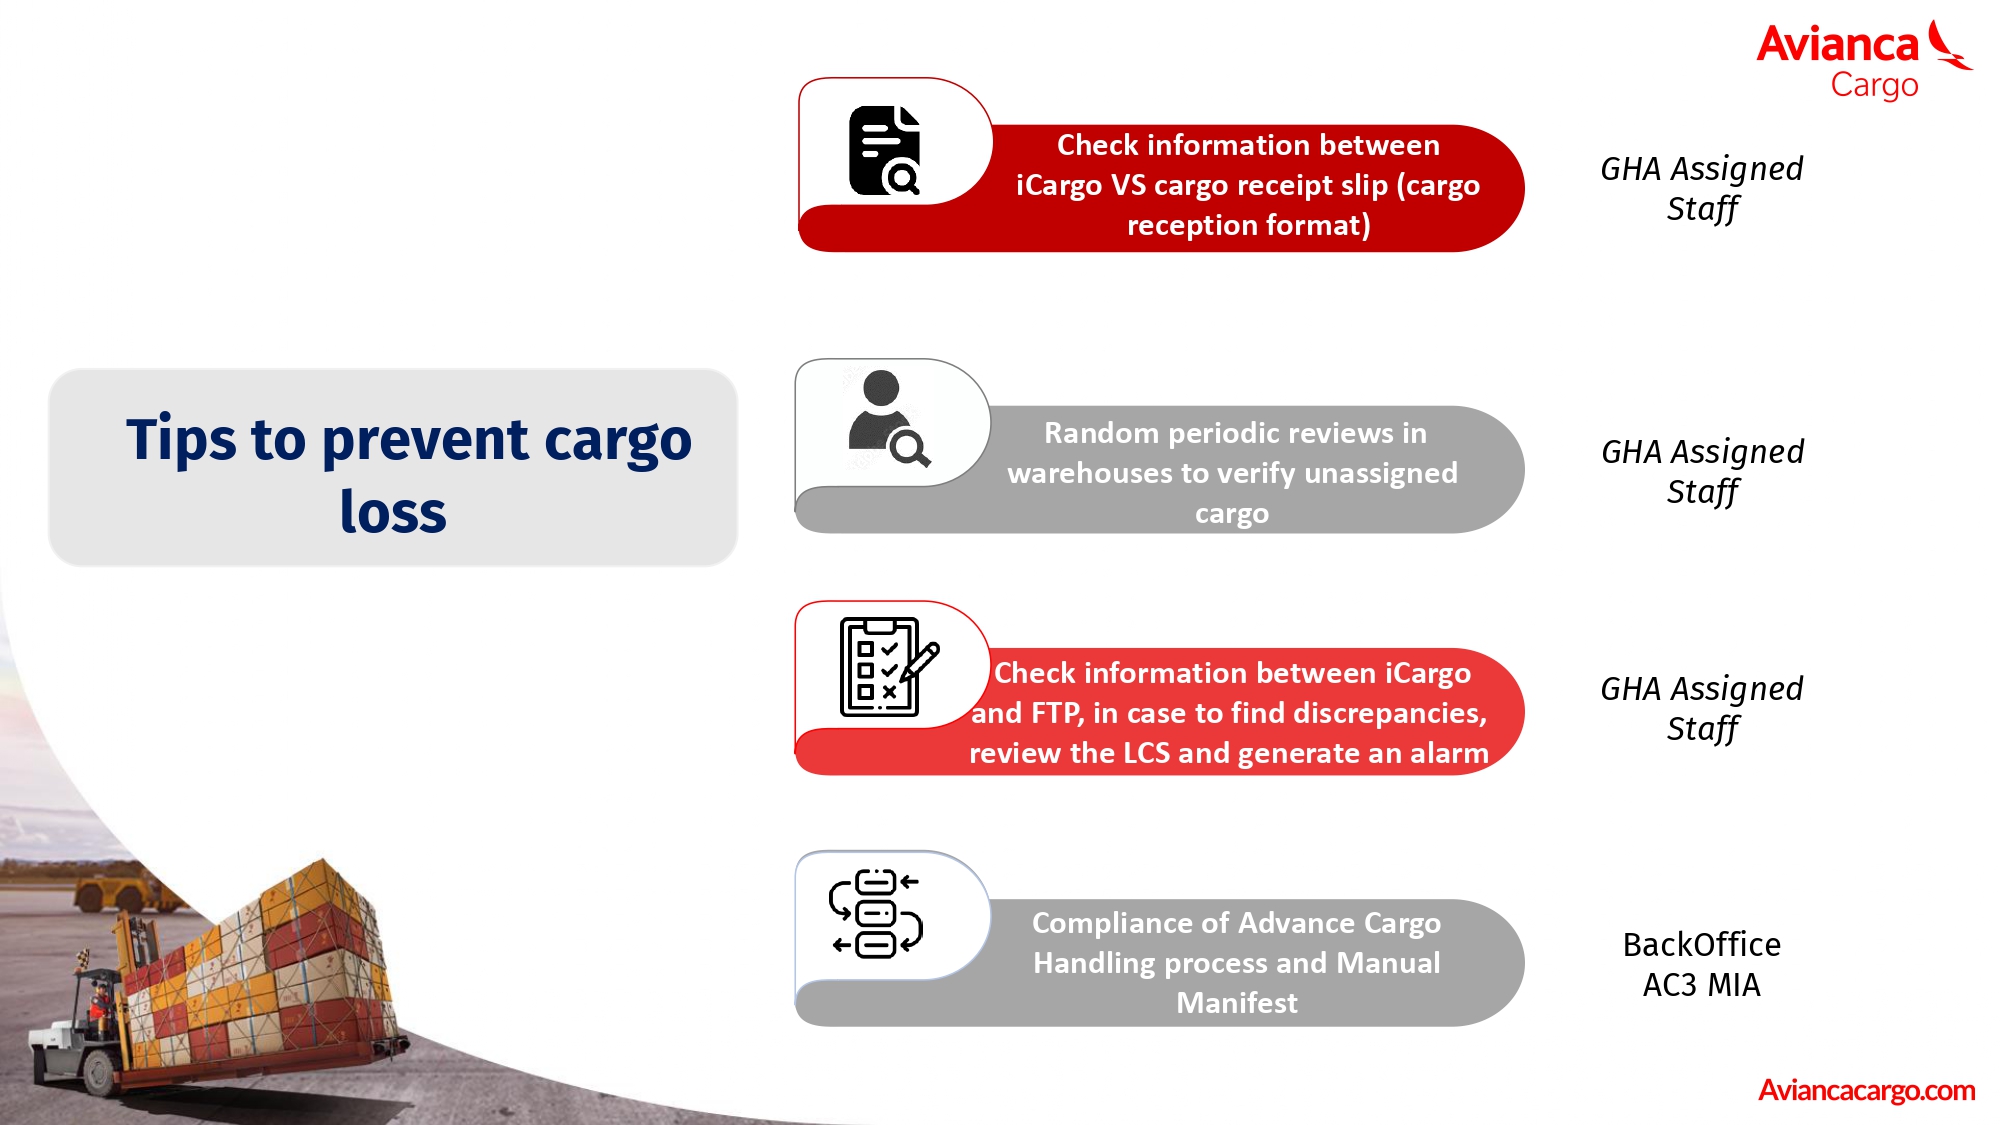 Avianca
Cargo
Check information between
iCargo VS cargo receipt slip (cargo
reception format)
GHA Assigned
Staff
Tips to prevent cargo
loss
Random periodic reviews in
warehouses to verify unassigned
cargo
GHA Assigned
Staff
Check information between iCargo
and FTP, in case to find discrepancies,
review the LCS and generate an alarm
GHA Assigned
Staff
Compliance of Advance Cargo
Handling process and Manual
Manifest
BackOffice
AC3 MIA
Aviancacargo.com